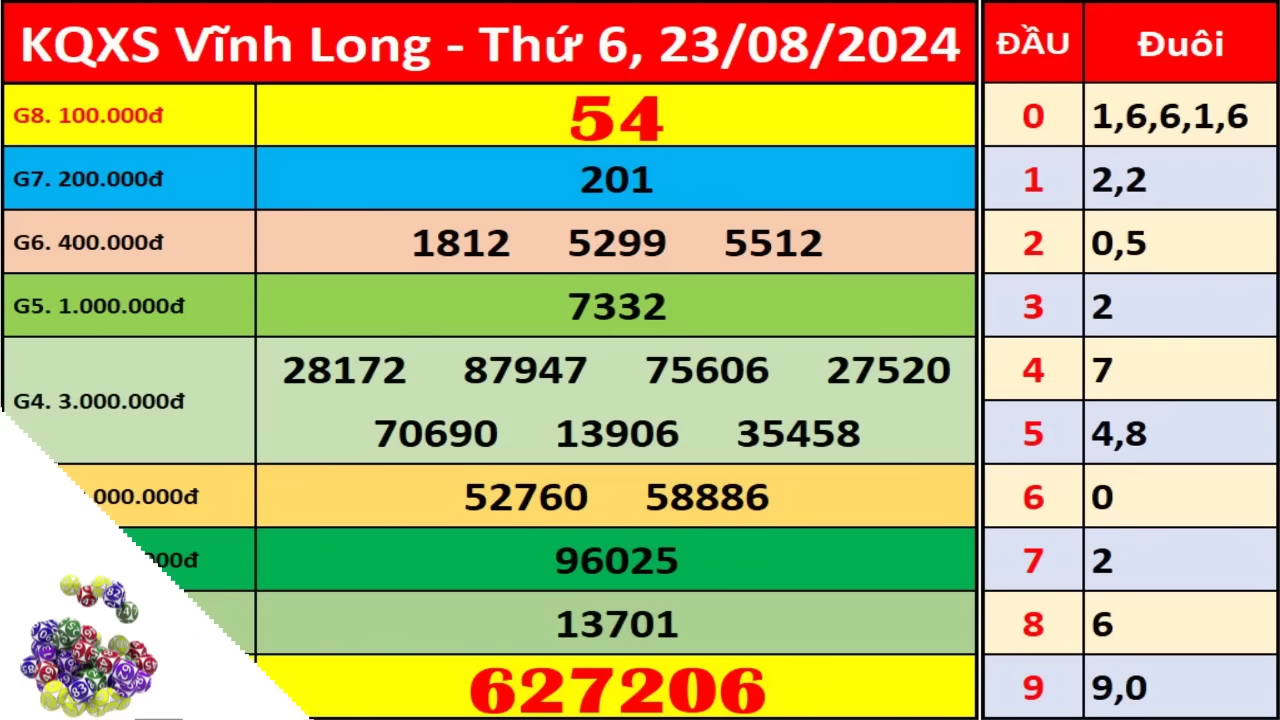 KQXS Vĩnh Long - Thứ 6, 23/08/2024 ĐẦU Đuôi
G8. 100.000đ 54 0 1,6,6,1,6
G7. 200.000đ 201 1 2,2
G6. 400.000đ 1812 5299 5512 2 0,5
G5. 1.000.000đ 7332 3 2
28172 87947 75606 27520 4 7
G4. 3.000.000đ
70690 13906 35458 5 4,8
000.000đ 52760 58886 6 0
00đ 96025 7 2
13701 8 6
627206 9 9,0